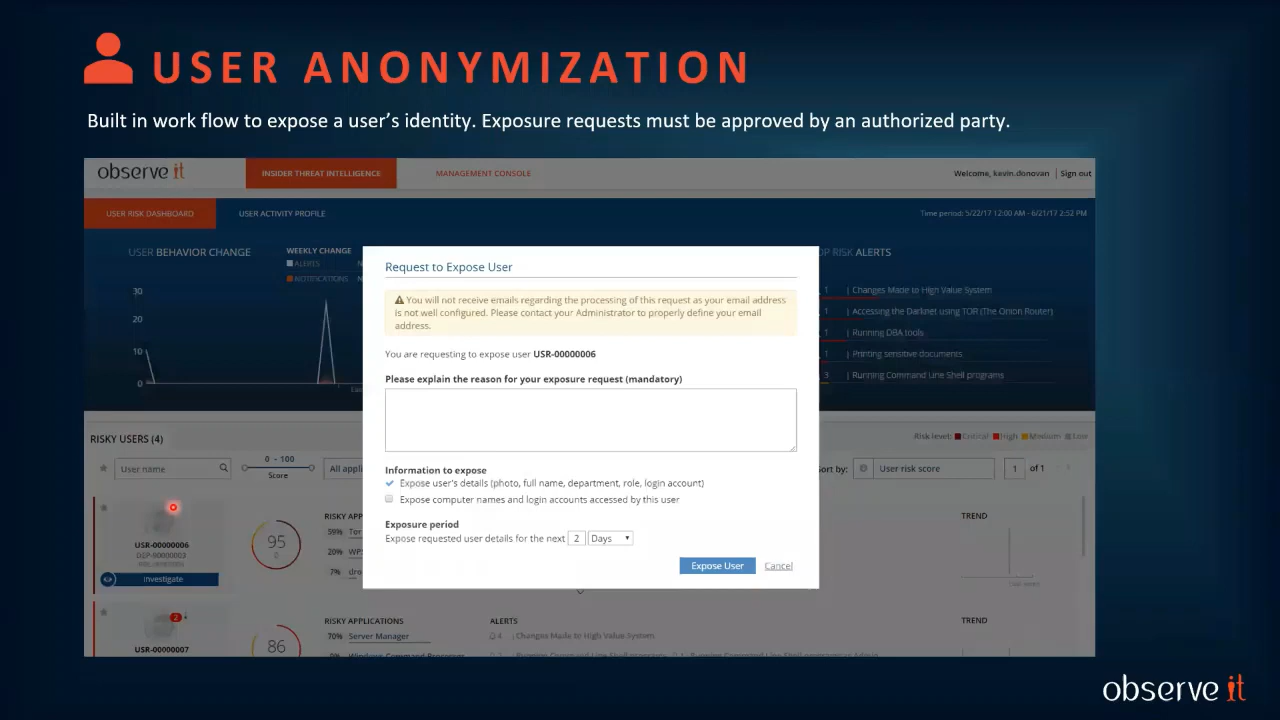 USER ANONYMIZATION
Built in work flow to expose a user's identity. Exposure requests must be approved by an authorized party.
observe it
INSIDER THREAT INTELLIGENCE
MANAGEMENT CONSOLE
Welcome, kevin.donovan | Sign out
USER RISK DASHBOARD
USER ACTIVITY PROFILE
Time period: 5/22/17 12:00 AM - 6/21/17 2:52 PM
USER BEHAVIOR CHANGE
WEEKLY CHANGE
ALERTS
NOTIFICATIONS
30
20
10
0
RISK ALERTS
1 | Changes Made to High Value System
1 | Accessing the Darknet using TOR (The Onion Router)
1 | Running DBA tools
1 | Printing sensitive documents
3 | Running Command Line Shell programs
Request to Expose User
You will not receive emails regarding the processing of this request as your email address
is not well configured. Please contact your Administrator to properly define your email
address.
You are requesting to expose user USR-00000006
Please explain the reason for your exposure request (mandatory)
Information to expose
Expose user's details (photo, full name, department, role, login account)
Expose computer names and login accounts accessed by this user
Exposure period
Expose requested user details for the next 2 Days
Expose User Cancel
RISKY USERS (4)
Risk level: Critical High Medium Low
User name
0 - 100
Score
All appl
ort by: User risk score
1 of 1
USR-00000006
DEP-00000003
Investigate
95
RISKY APP
59% Tor
20% WPS
7% dro
TREND
2
USR-00000007
86
RISKY APPLICATIONS
70% Server Manager
ALERTS
4 | Changes Made to High Value System
TREND
observe it